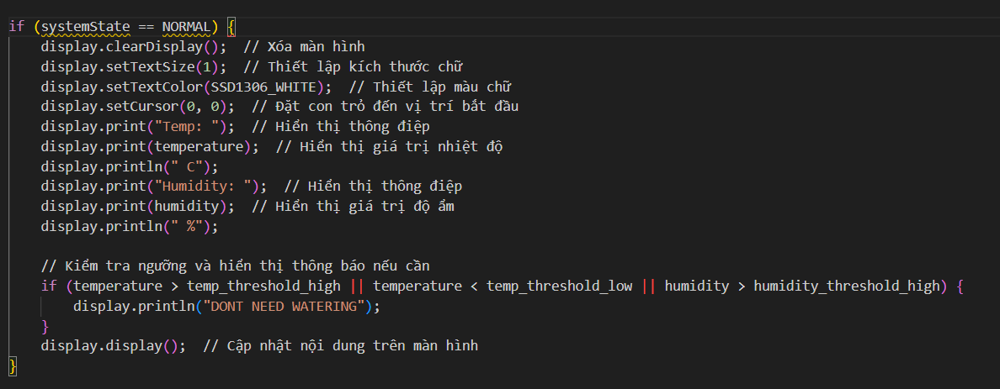 if (systemState == NORMAL) {
    display.clearDisplay();  // Xóa màn hình
    display.setTextSize(1);  // Thiết lập kích thước chữ
    display.setTextColor(SSD1306_WHITE);  // Thiết lập màu chữ
    display.setCursor(0, 0);  // Đặt con trỏ đến vị trí bắt đầu
    display.print("Temp: ");  // Hiển thị thông điệp
    display.print(temperature);  // Hiển thị giá trị nhiệt độ
    display.println(" C");
    display.print("Humidity: ");  // Hiển thị thông điệp
    display.print(humidity);  // Hiển thị giá trị độ ẩm
    display.println(" %");

    // Kiểm tra ngưỡng và hiển thị thông báo nếu cần
    if (temperature > temp_threshold_high || temperature < temp_threshold_low || humidity > humidity_threshold_high) {
        display.println("DONT NEED WATERING");
    }
    display.display();  // Cập nhật nội dung trên màn hình
}